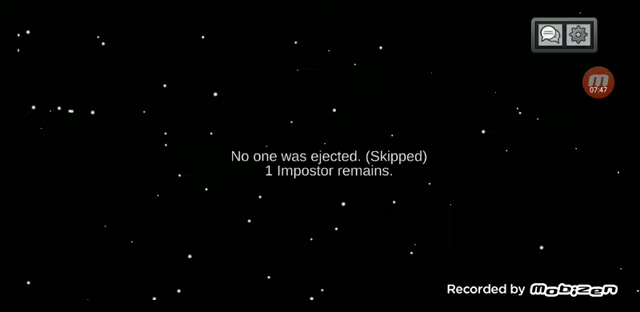 07:47
No one was ejected. (Skipped)
1 Impostor remains.
Recorded by mobizen